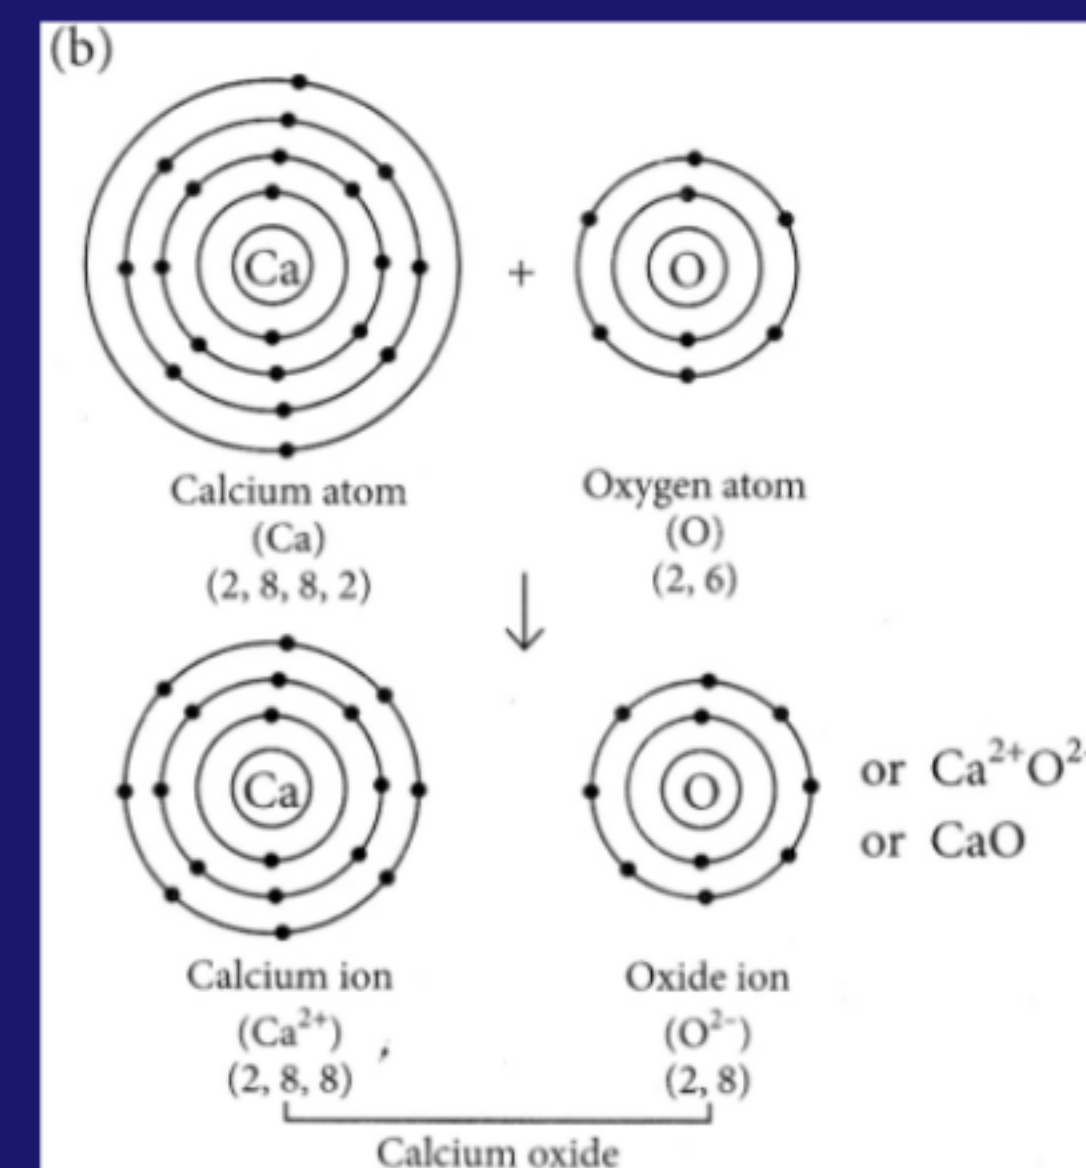 (b)
Ca + O
Calcium atom
(Ca)
(2, 8, 8, 2)
Oxygen atom
(O)
(2, 6)
Ca O or Ca²⁺O²⁻
or CaO
Calcium ion
(Ca²⁺)
(2, 8, 8)
Oxide ion
(O²⁻)
(2, 8)
Calcium oxide